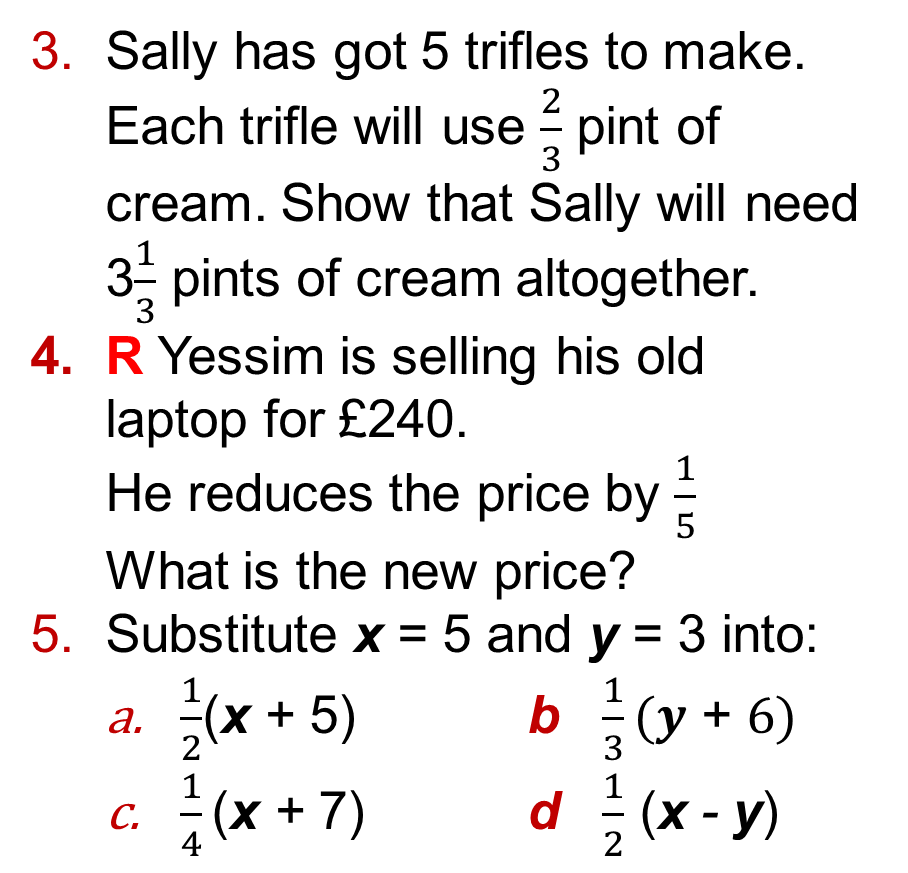 3. Sally has got 5 trifles to make.
Each trifle will use 2/3 pint of
cream. Show that Sally will need
3 1/3 pints of cream altogether.
4. R Yessim is selling his old
laptop for £240.
He reduces the price by 1/5
What is the new price?
5. Substitute x = 5 and y = 3 into:
a. 1/2(x + 5) b 1/3 (y + 6)
c. 1/4 (x + 7) d 1/2 (x - y)